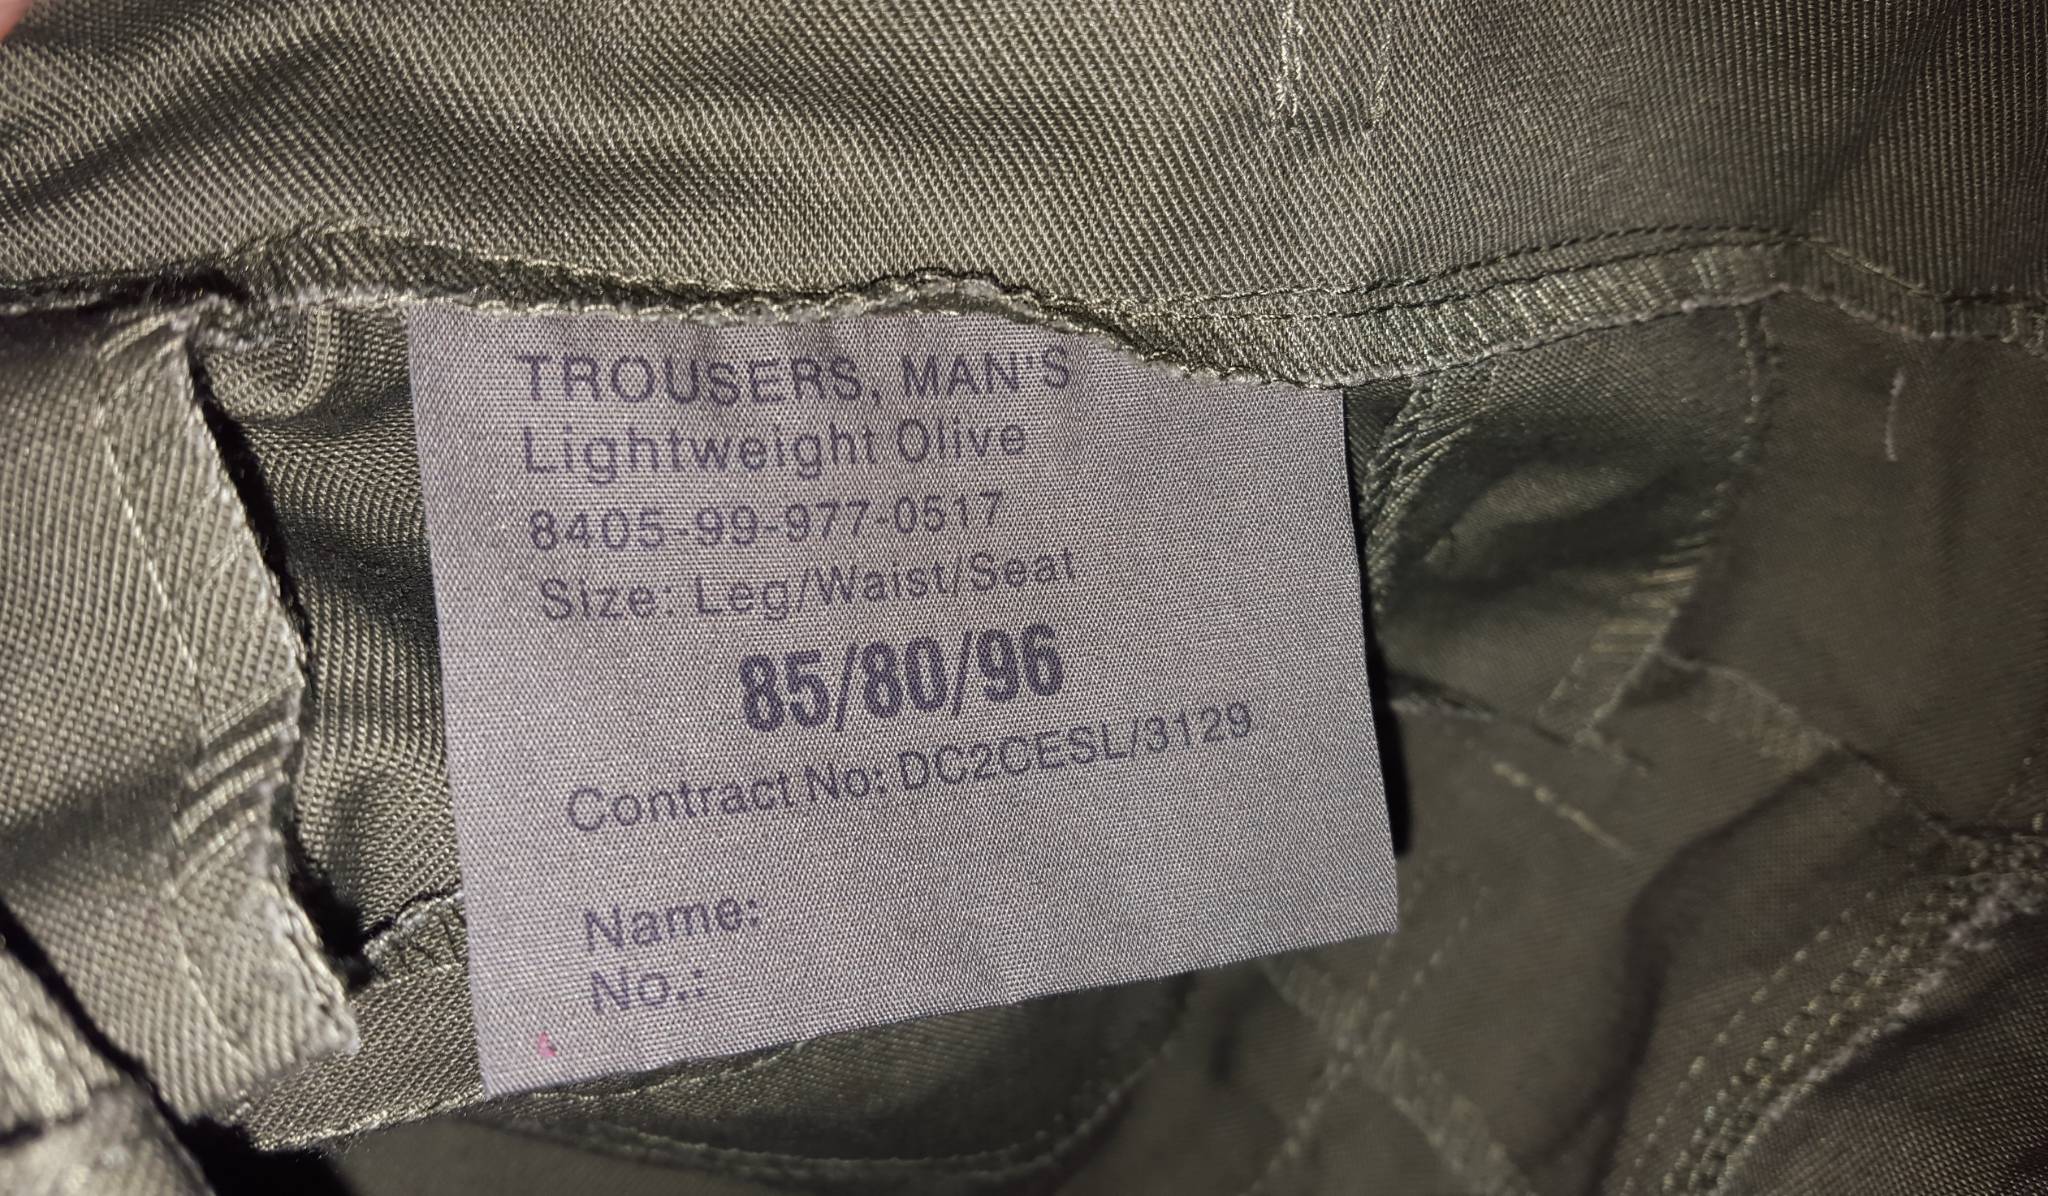 TROUSERS, MAN'S
Lightweight Olive
8405-99-977-0517
Size: Leg/Waist/Seat
85/80/96
Contract No: DC2CESL/3129
Name:
No.: